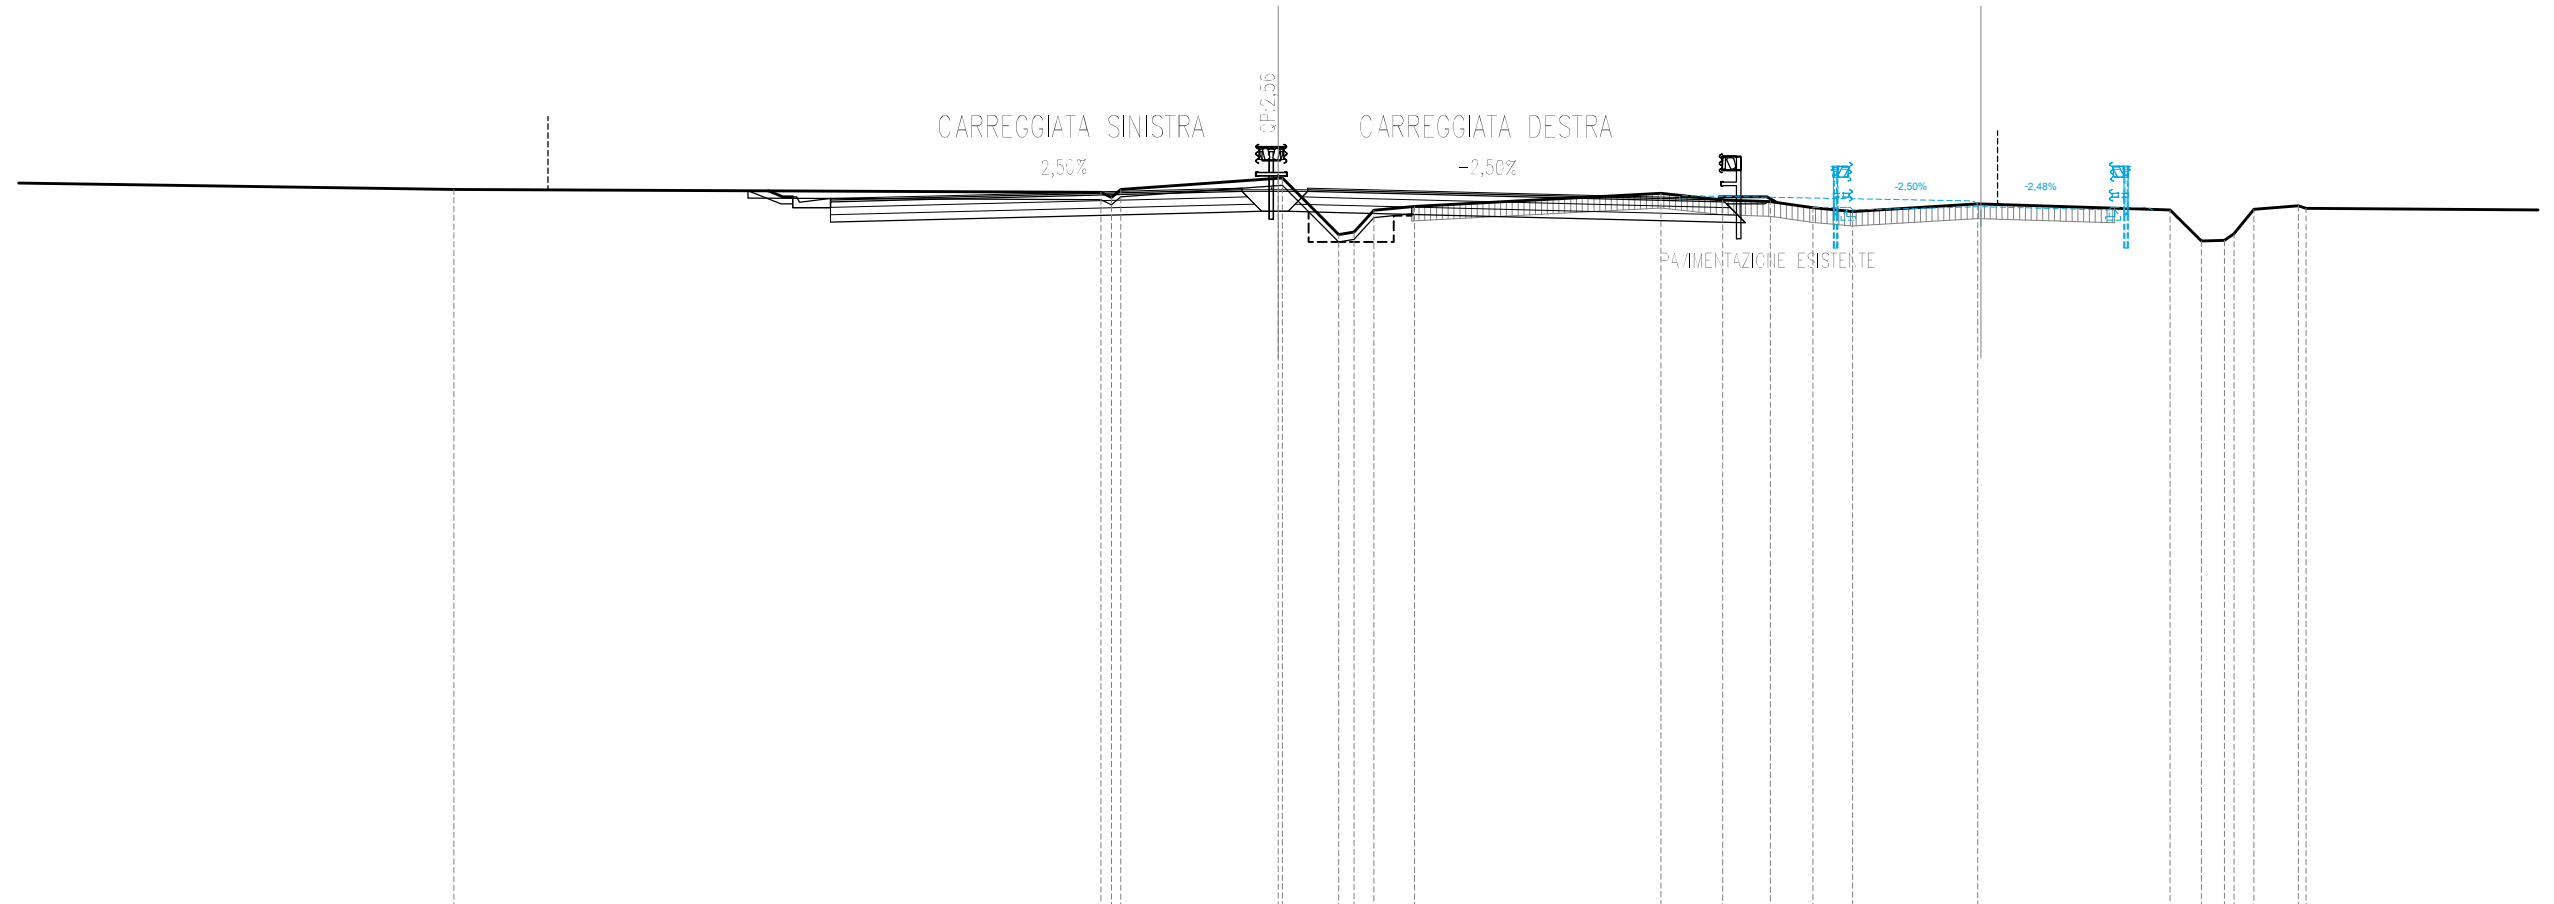 QP:2,56
CARREGGIATA SINISTRA
CARREGGIATA DESTRA
2,50%
-2,50%
-2,50%
-2,48%
PAVIMENTAZIONE ESISTENTE